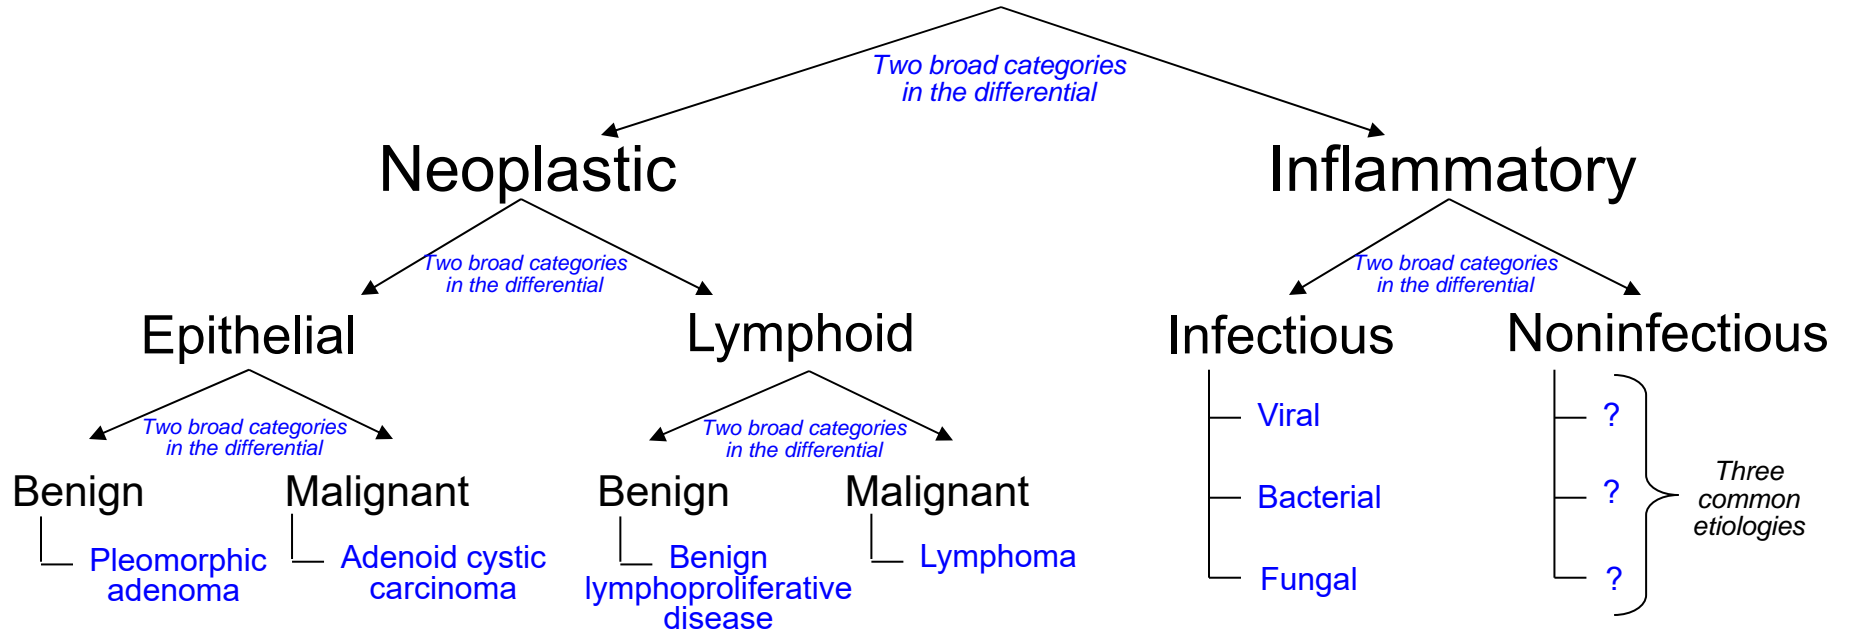 Two broad categories
in the differential
Neoplastic
Inflammatory
Two broad categories
in the differential
Two broad categories
in the differential
Epithelial
Lymphoid
Infectious
Noninfectious
Two broad categories
in the differential
Two broad categories
in the differential
Viral
?
Benign
Malignant
Benign
Malignant
Bacterial
?
Three
common
etiologies
Pleomorphic
adenoma
Adenoid cystic
carcinoma
Benign
lymphoproliferative
disease
Lymphoma
Fungal
?